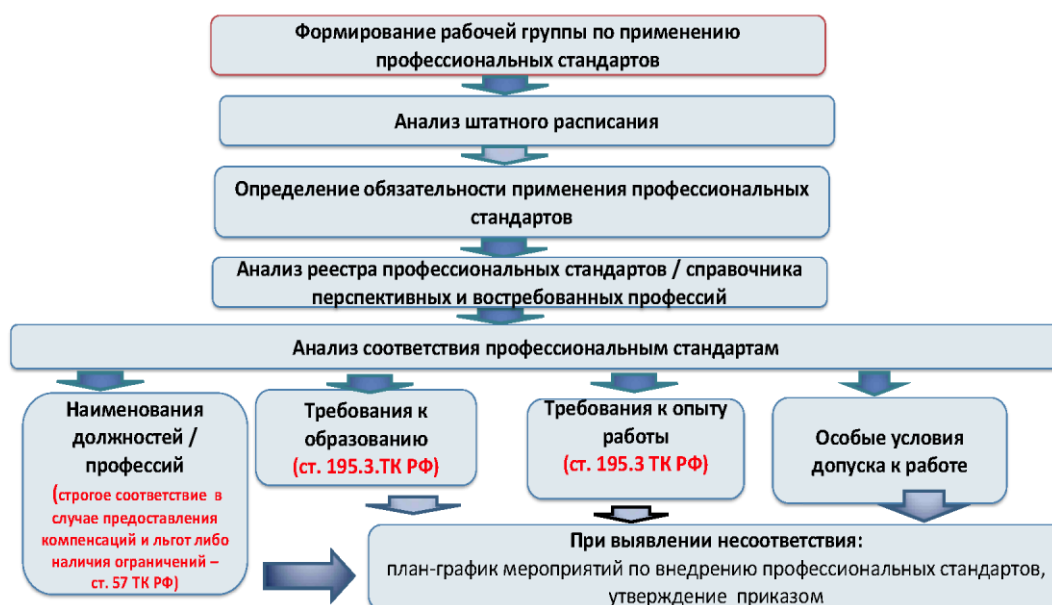 Формирование рабочей группы по применению
профессиональных стандартов
Анализ штатного расписания
Определение обязательности применения профессиональных
стандартов
Анализ реестра профессиональных стандартов / справочника
перспективных и востребованных профессий
Анализ соответствия профессиональным стандартам
Наименования
должностей /
профессий
(строгое соответствие в
случае предоставления
компенсаций и льгот либо
наличия ограничений –
ст. 57 ТК РФ)
Требования к
образованию
(ст. 195.3.ТК РФ)
Требования к опыту
работы
(ст. 195.3 ТК РФ)
Особые условия
допуска к работе
При выявлении несоответствия:
план-график мероприятий по внедрению профессиональных стандартов,
утверждение приказом